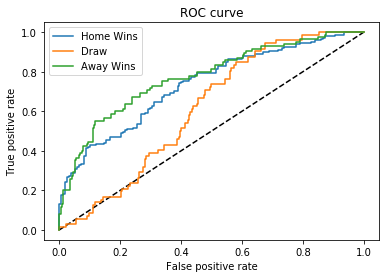 ROC curve
Home Wins
Draw
Away Wins
True positive rate
1.0
0.8
0.6
0.4
0.2
0.0
0.0 0.2 0.4 0.6 0.8 1.0
False positive rate